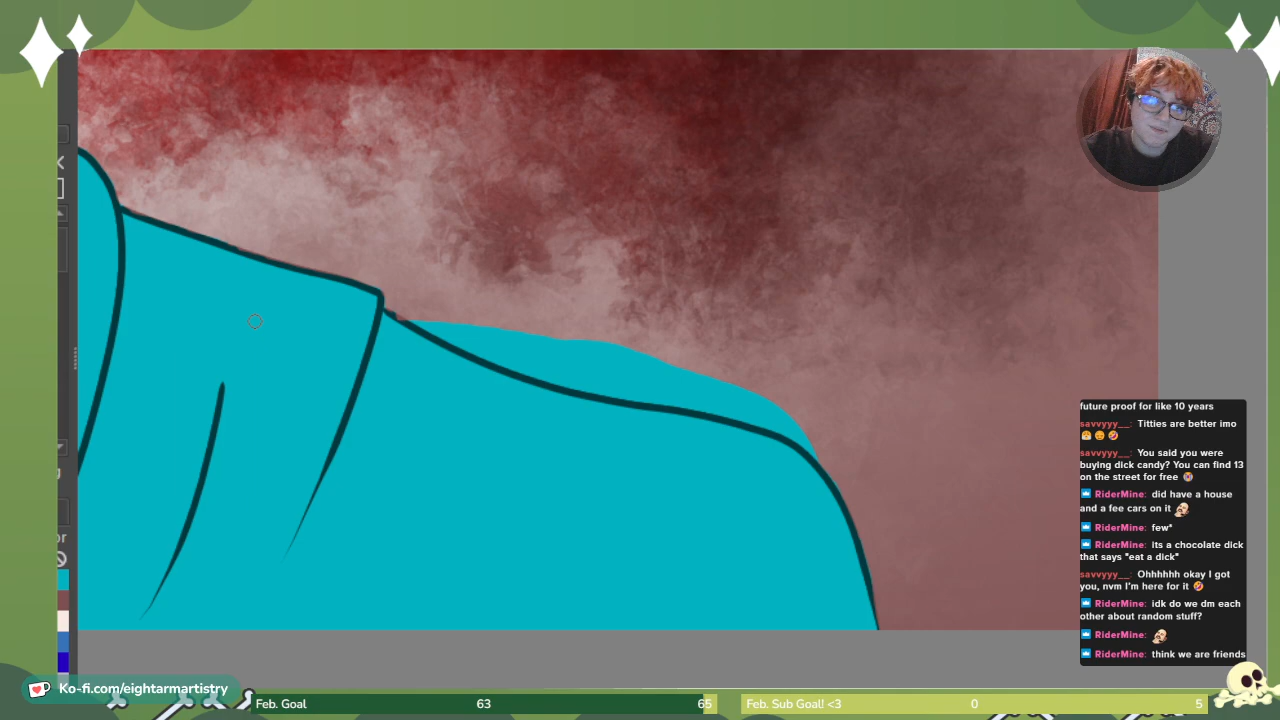 future proof for like 10 years
savvyyy__: Titties are better imo
savvyyy__: You said you were
buying dick candy? You can find 13
on the street for free
RiderMine: did have a house
and a fee cars on it
RiderMine: few*
RiderMine: Its a chocolate dick
that says "eat a dick"
savvyyy__: Ohhhhhh okay I got
you, nvm I'm here for it
RiderMine: idk do we dm each
other about random stuff?
RiderMine:
RiderMine: think we are friends
Ko-fi.com/eightarmartistry
Feb. Goal 63 65
Feb. Sub Goal! <3 0 5